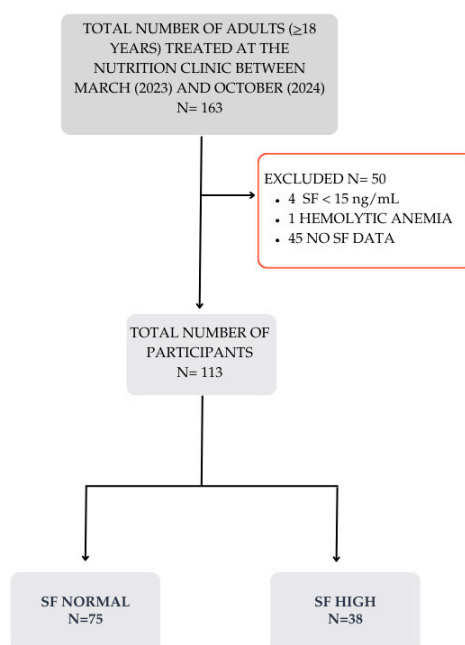 TOTAL NUMBER OF ADULTS (≥18
YEARS) TREATED AT THE
NUTRITION CLINIC BETWEEN
MARCH (2023) AND OCTOBER (2024)
N= 163
EXCLUDED N= 50
• 4 SF < 15 ng/mL
• 1 HEMOLYTIC ANEMIA
• 45 NO SF DATA
TOTAL NUMBER OF
PARTICIPANTS
N= 113
SF NORMAL
N=75
SF HIGH
N=38